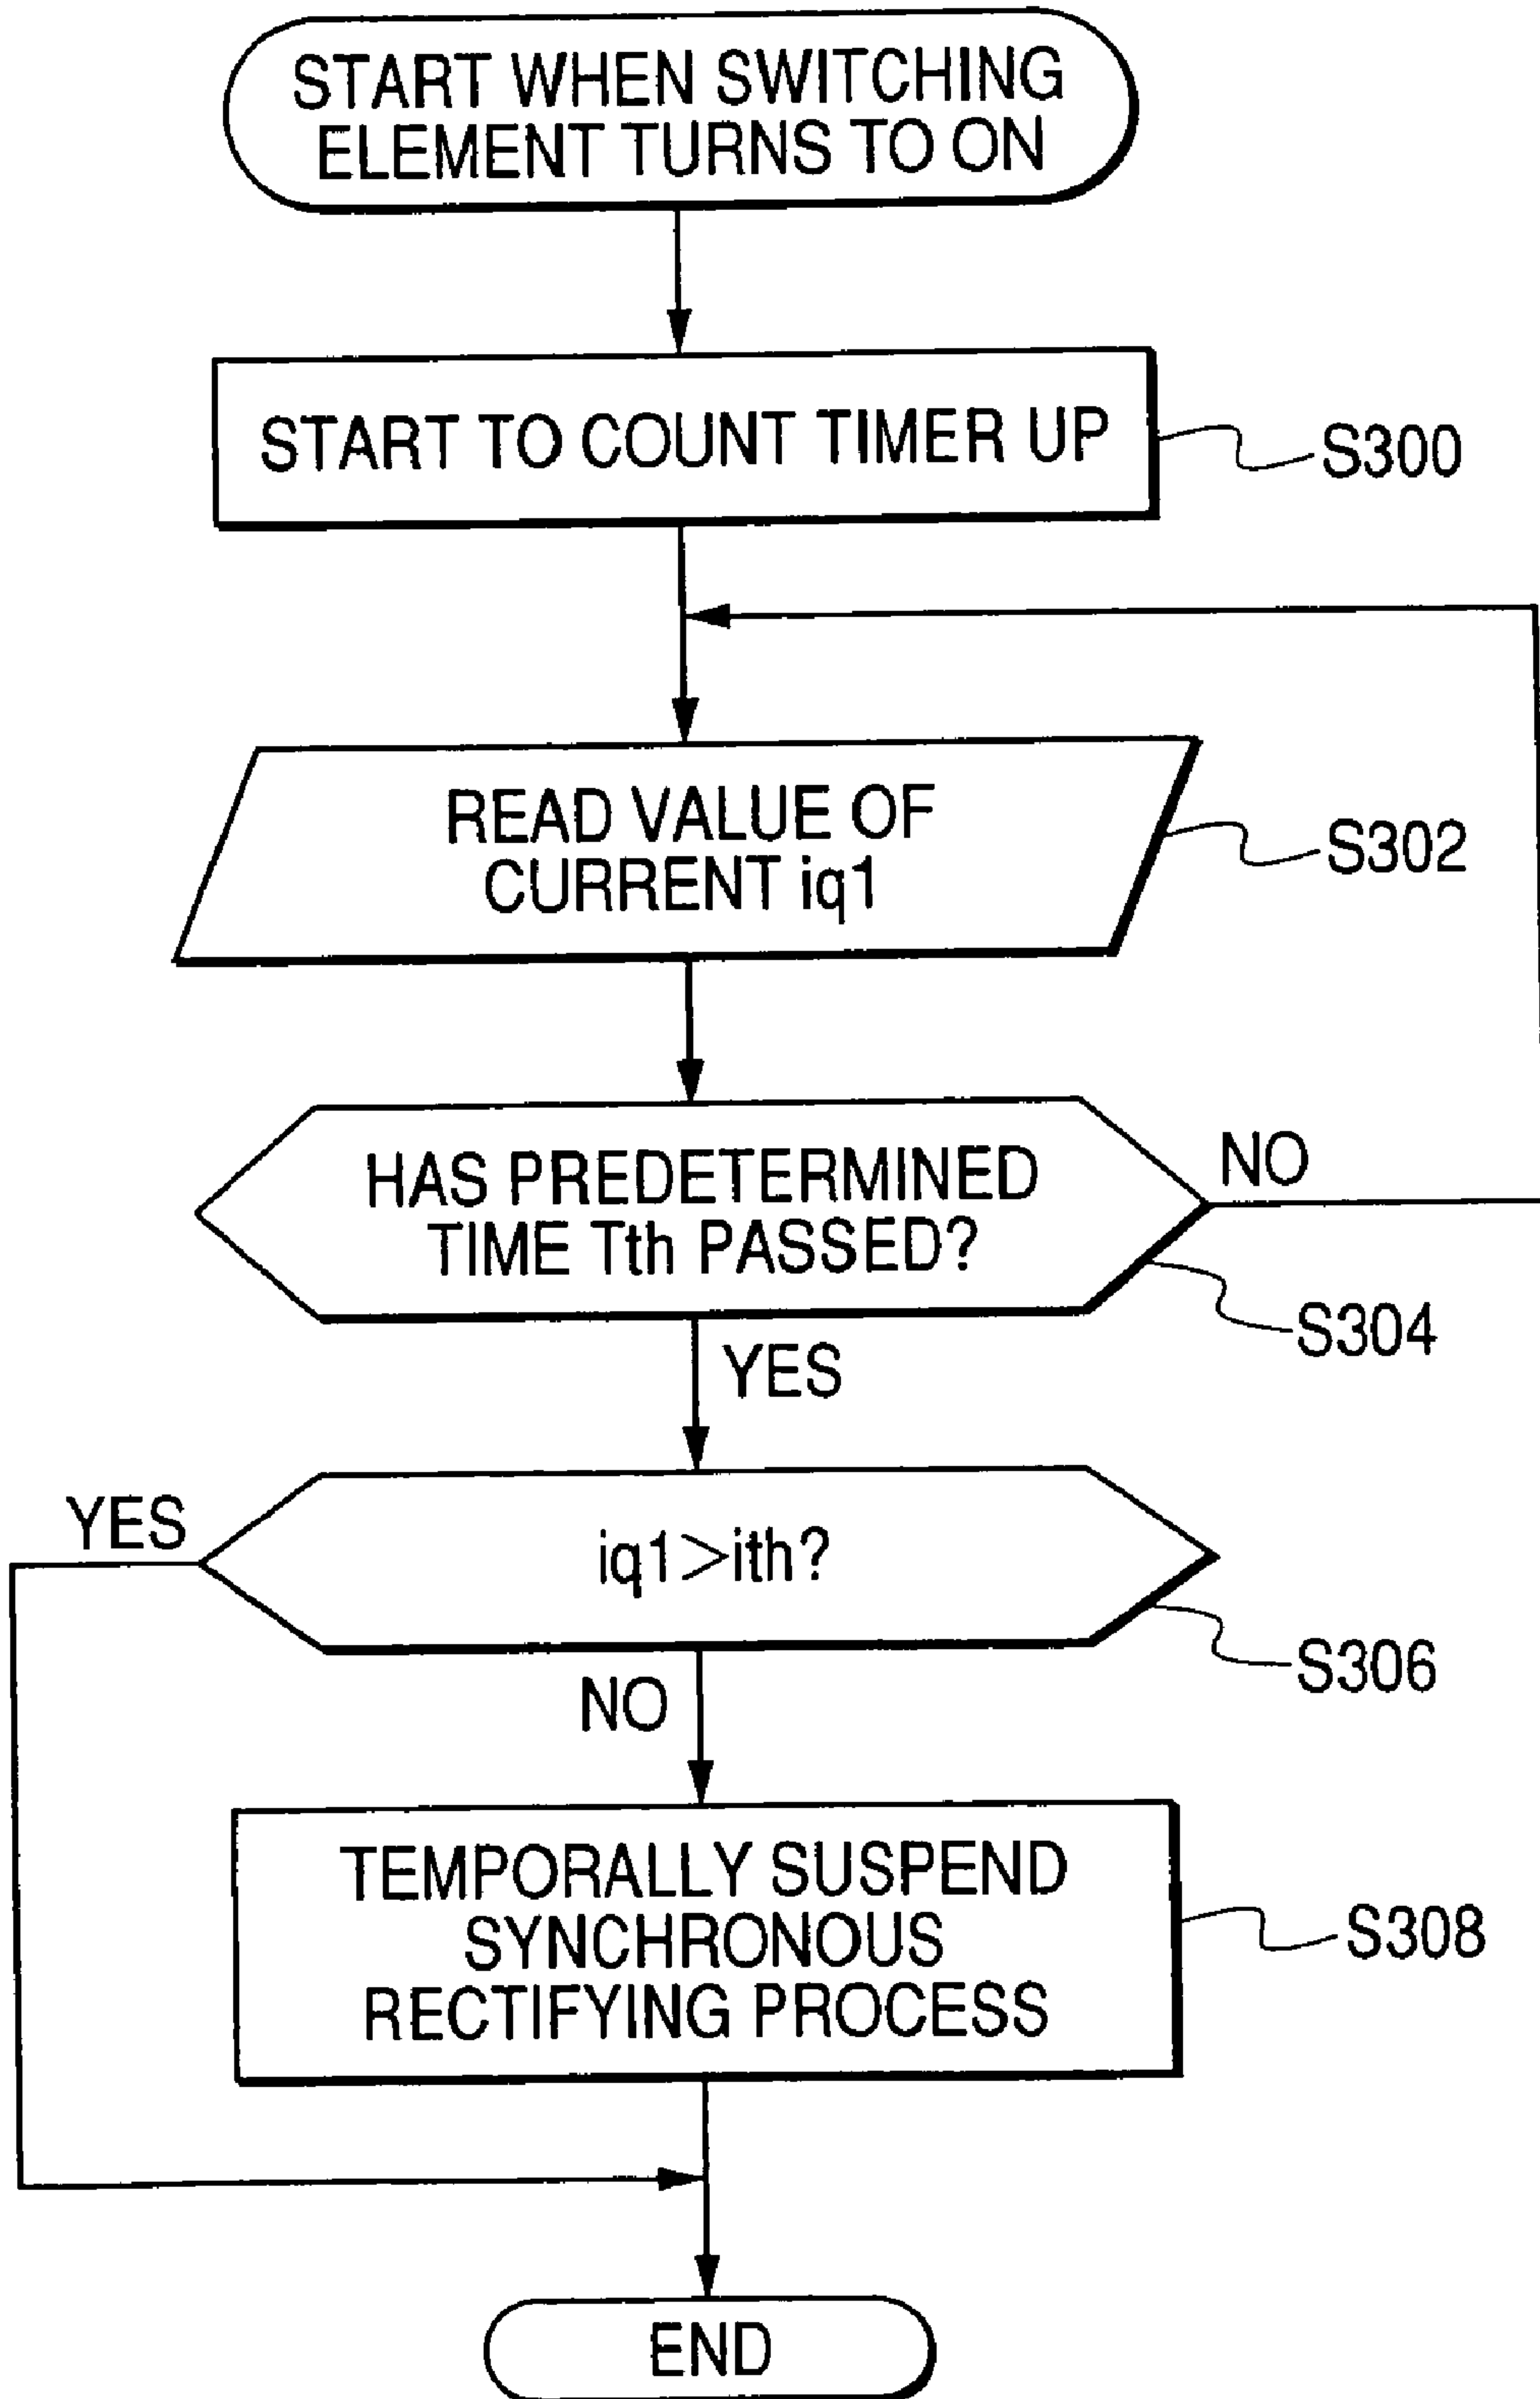 START WHEN SWITCHING
ELEMENT TURNS TO ON
START TO COUNT TIMER UP
S300
READ VALUE OF
CURRENT iq1
S302
HAS PREDETERMINED
TIME Tth PASSED?
NO
S304
YES
YES
iq1>ith?
S306
NO
TEMPORALLY SUSPEND
SYNCHRONOUS
RECTIFYING PROCESS
S308
END